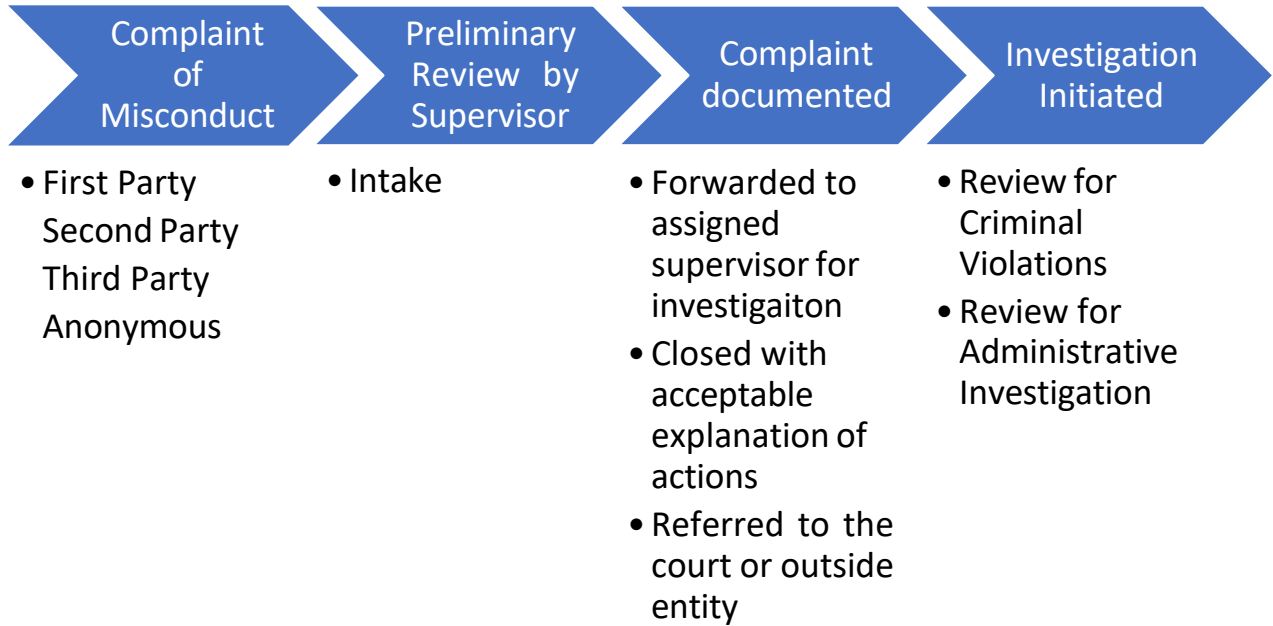 Complaint
of
Misconduct
Preliminary
Review by
Supervisor
Complaint
documented
Investigation
Initiated
• First Party
Second Party
Third Party
Anonymous
• Intake
• Forwarded to
assigned
supervisor for
investigaiton
• Closed with
acceptable
explanation of
actions
• Referred to the
court or outside
entity
• Review for
Criminal
Violations
• Review for
Administrative
Investigation